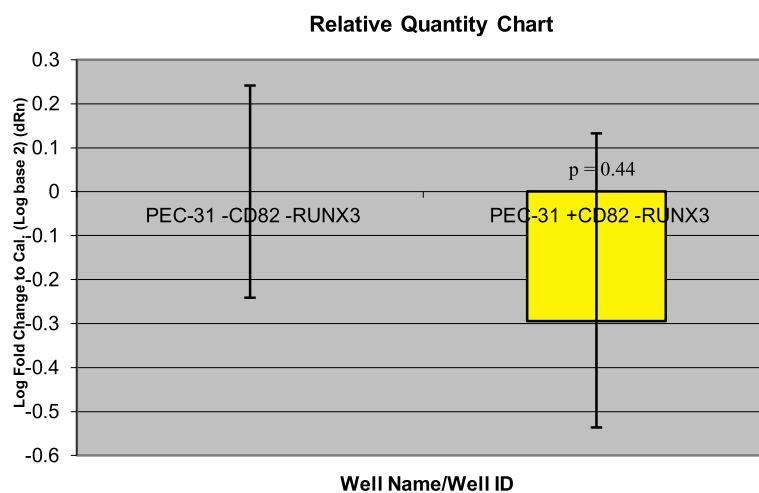 Relative Quantity Chart
Log Fold Change to Cal; (Log base 2) (dRn)
0.3
0.2
0.1
0
-0.1
-0.2
-0.3
-0.4
-0.5
-0.6
p = 0.44
PEC-31 -CD82 -RUNX3
PEC-31 +CD82 -RUNX3
Well Name/Well ID